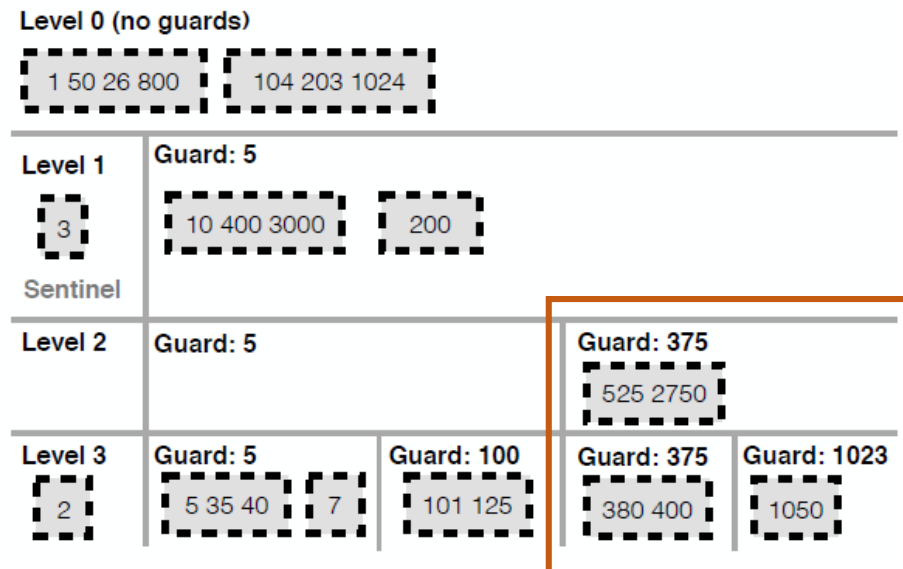 Level 0 (no guards)
1 50 26 800 104 203 1024
Level 1 Guard: 5
3 10 400 3000 200
Sentinel
Level 2 Guard: 5 Guard: 375
525 2750
Level 3 Guard: 5 Guard: 100 Guard: 375 Guard: 1023
2 5 35 40 7 101 125 380 400 1050